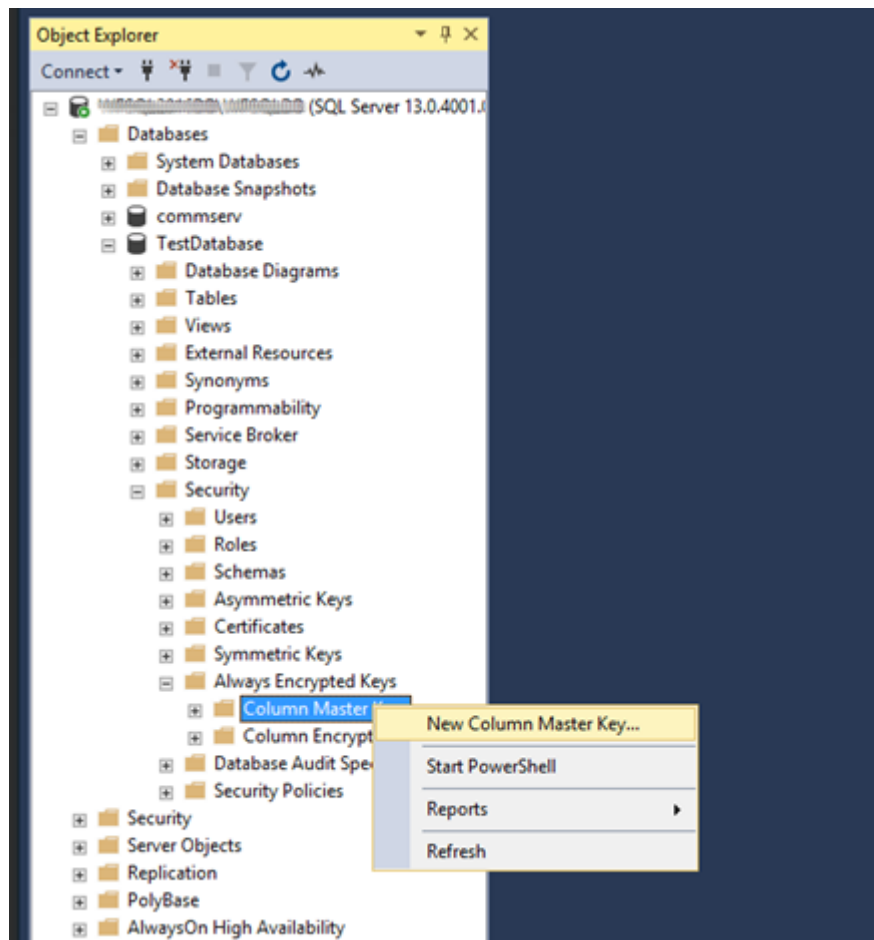 Object Explorer
Connect
(SQL Server 13.0.4001.
Databases
System Databases
Database Snapshots
commserv
TestDatabase
Database Diagrams
Tables
Views
External Resources
Synonyms
Programmability
Service Broker
Storage
Security
Users
Roles
Schemas
Asymmetric Keys
Certificates
Symmetric Keys
Always Encrypted Keys
Column Master
Column Encrypt
Database Audit Spe
Security Policies
New Column Master Key...
Start PowerShell
Reports
Refresh
Security
Server Objects
Replication
PolyBase
AlwaysOn High Availability